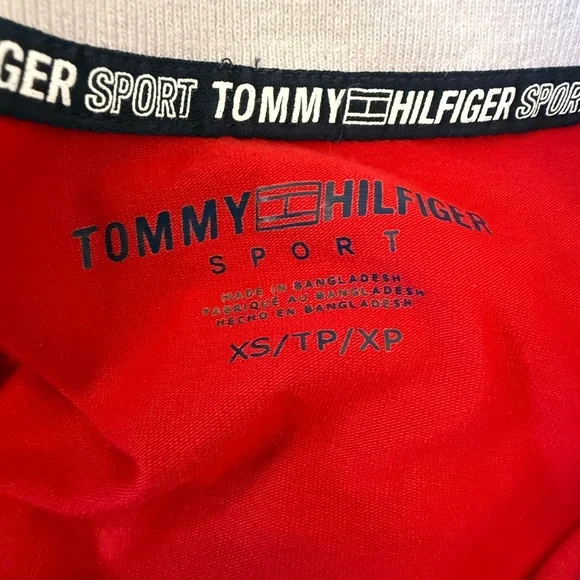 GER SPORT TOMMY HILFIGER SPORT
TOMMY HILFIGER
SPORT
MADE IN BANGLADESH
FABRIQUÉ AU BANGLADESH
HECHO EN BANGLADESH
XS/TP/XP